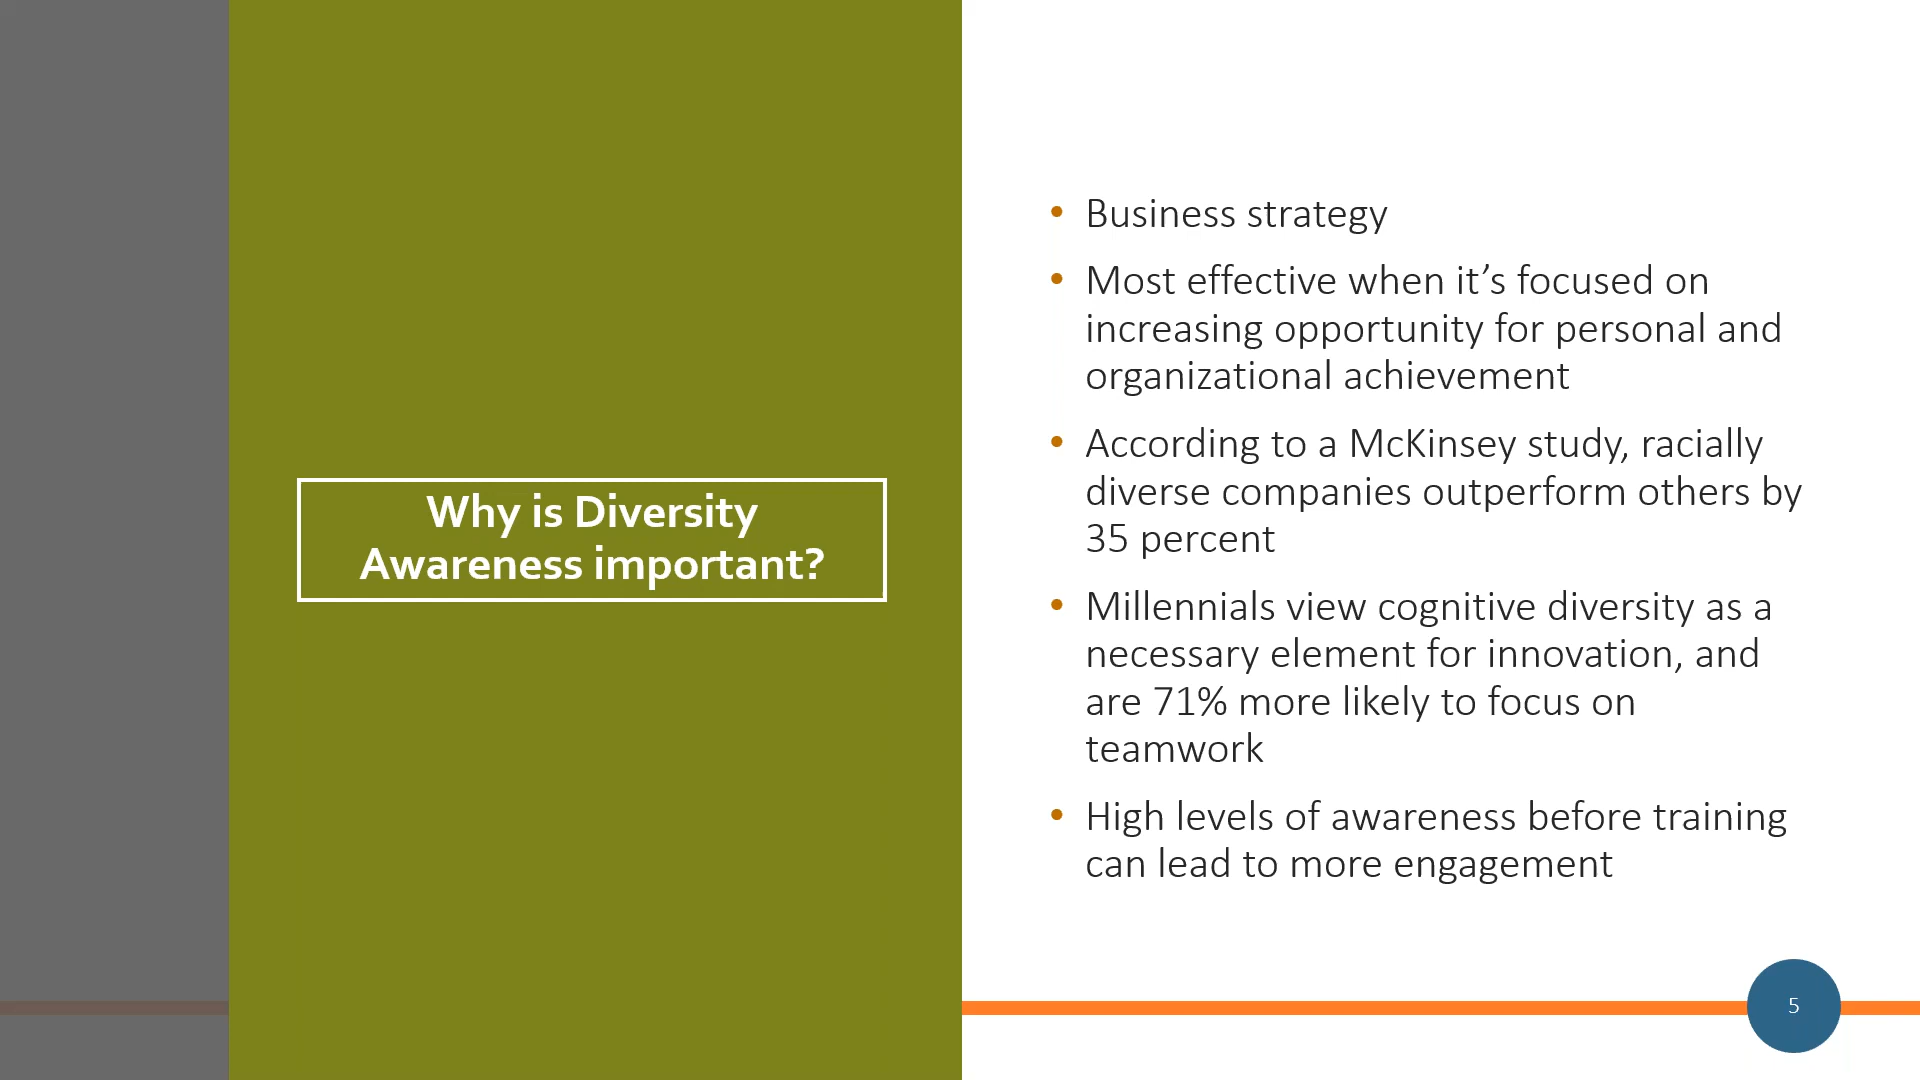 Why is Diversity
Awareness important?
• Business strategy
• Most effective when it’s focused on
increasing opportunity for personal and
organizational achievement
• According to a McKinsey study, racially
diverse companies outperform others by
35 percent
• Millennials view cognitive diversity as a
necessary element for innovation, and
are 71% more likely to focus on
teamwork
• High levels of awareness before training
can lead to more engagement
5